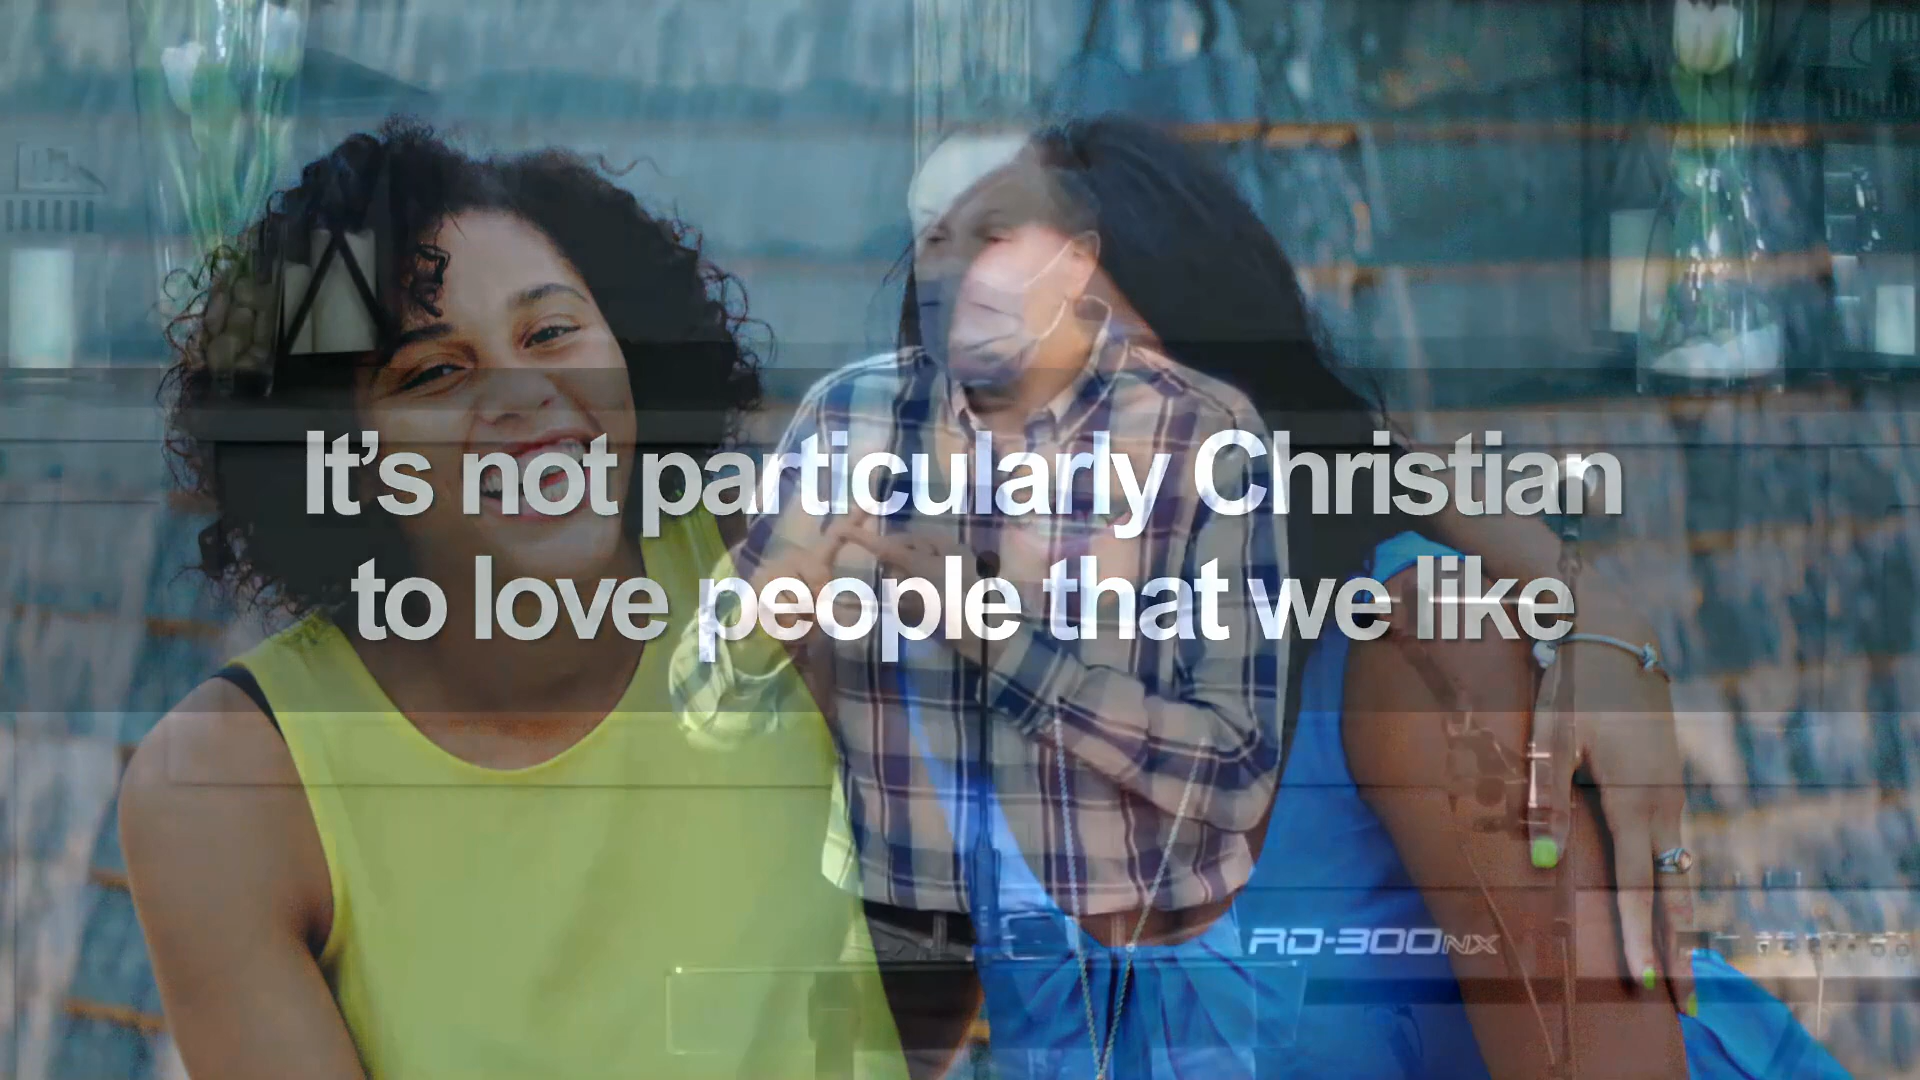 It’s not particularly Christian
to love people that we like
RD-300NX